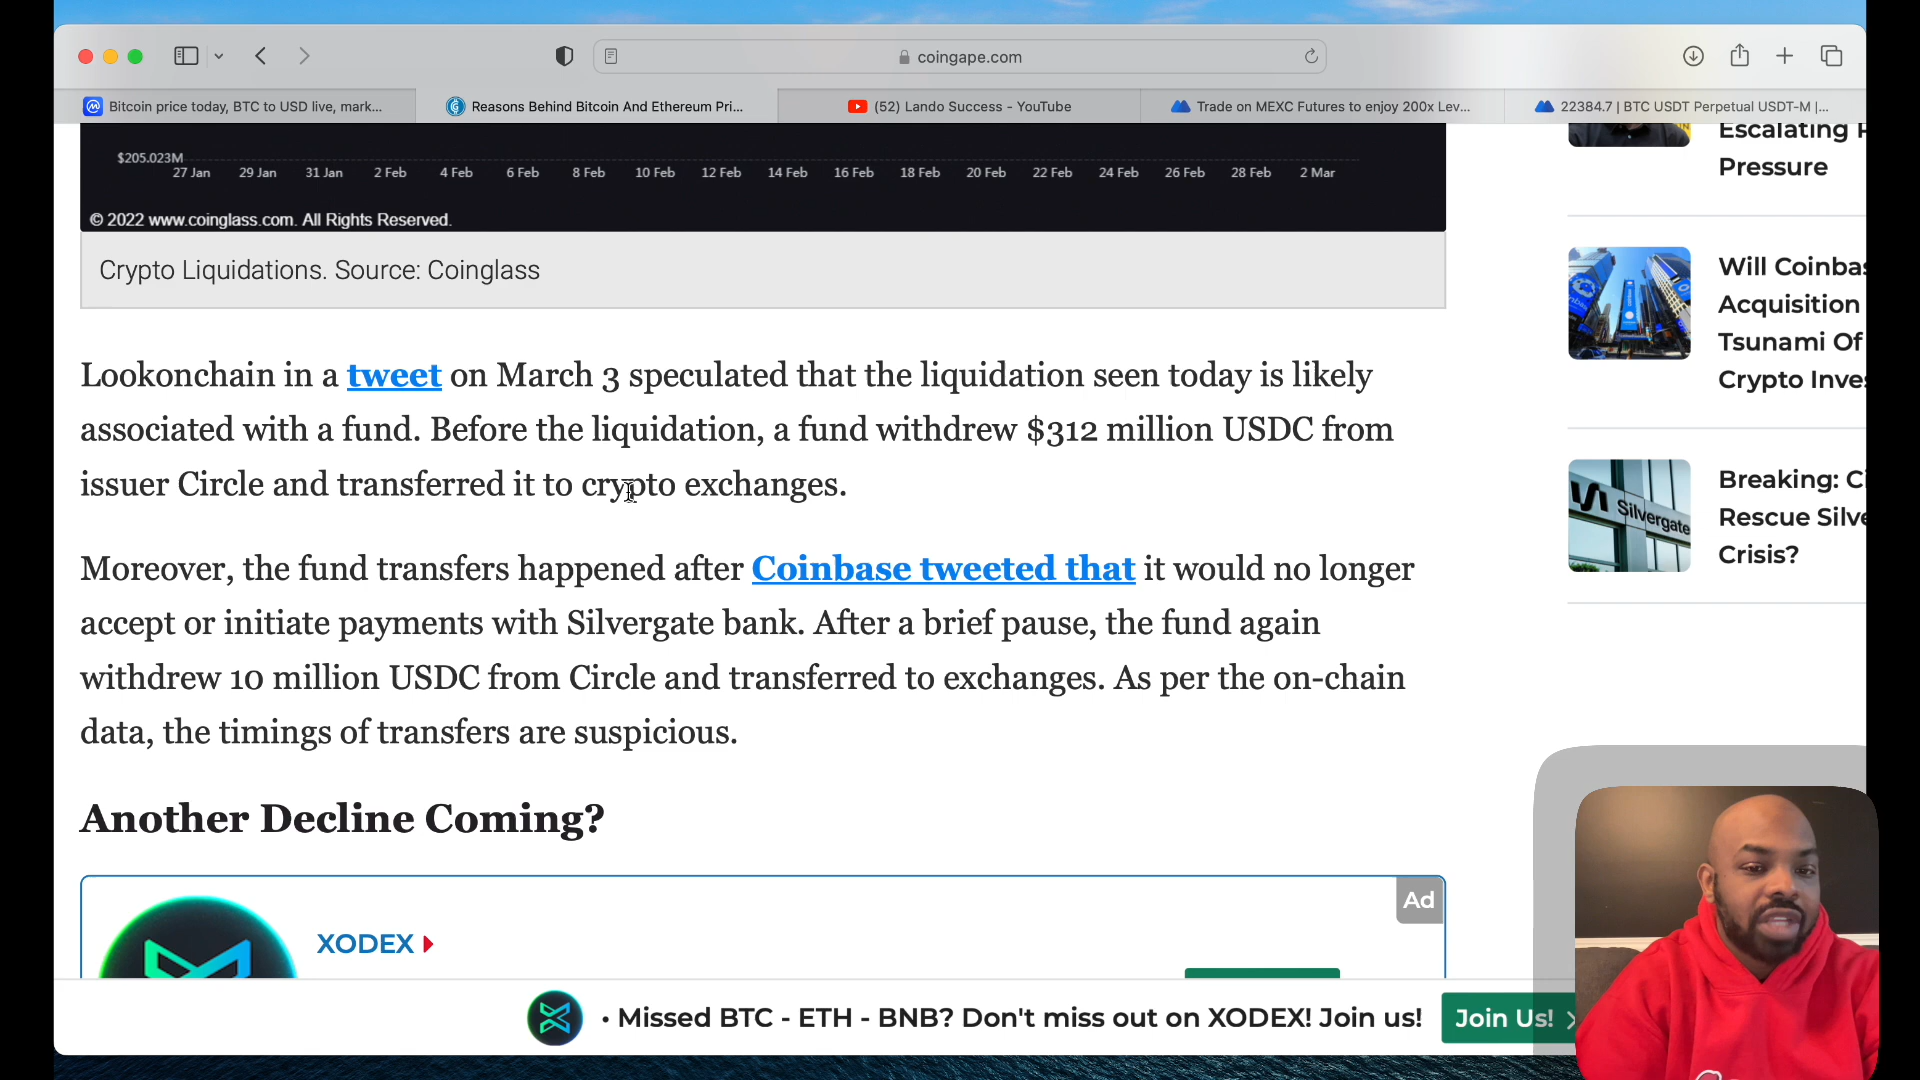 coingape.com
Bitcoin price today, BTC to USD live, mark...
Reasons Behind Bitcoin And Ethereum Pri...
(52) Lando Success - YouTube
Trade on MEXC Futures to enjoy 200x Lev...
22384.7 | BTC USDT Perpetual USDT-M |...
$205.023M
27 Jan 29 Jan 31 Jan 2 Feb 4 Feb 6 Feb 8 Feb 10 Feb 12 Feb 14 Feb 16 Feb 18 Feb 20 Feb 22 Feb 24 Feb 26 Feb 28 Feb 2 Mar
© 2022 www.coinglass.com. All Rights Reserved.
Crypto Liquidations. Source: Coinglass
Lookonchain in a tweet on March 3 speculated that the liquidation seen today is likely
associated with a fund. Before the liquidation, a fund withdrew $312 million USDC from
issuer Circle and transferred it to crypto exchanges.
Moreover, the fund transfers happened after Coinbase tweeted that it would no longer
accept or initiate payments with Silvergate bank. After a brief pause, the fund again
withdrew 10 million USDC from Circle and transferred to exchanges. As per the on-chain
data, the timings of transfers are suspicious.
Another Decline Coming?
Ad
XODEX
• Missed BTC - ETH - BNB? Don't miss out on XODEX! Join us!
Join Us!
Escalating
Pressure
Will Coinba
Acquisition
Tsunami Of
Crypto Inve
Silvergate
Breaking: C
Rescue Silv
Crisis?